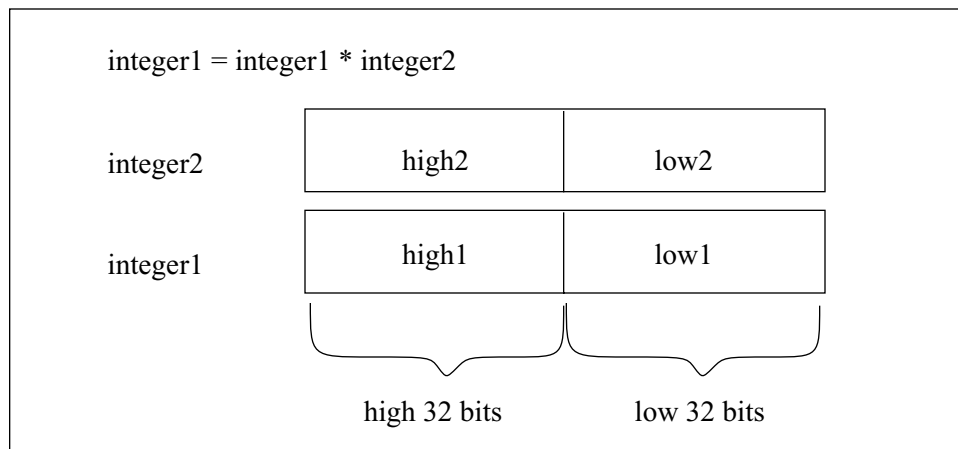 integer1 = integer1 * integer2
integer2 high2 low2
integer1 high1 low1
high 32 bits low 32 bits